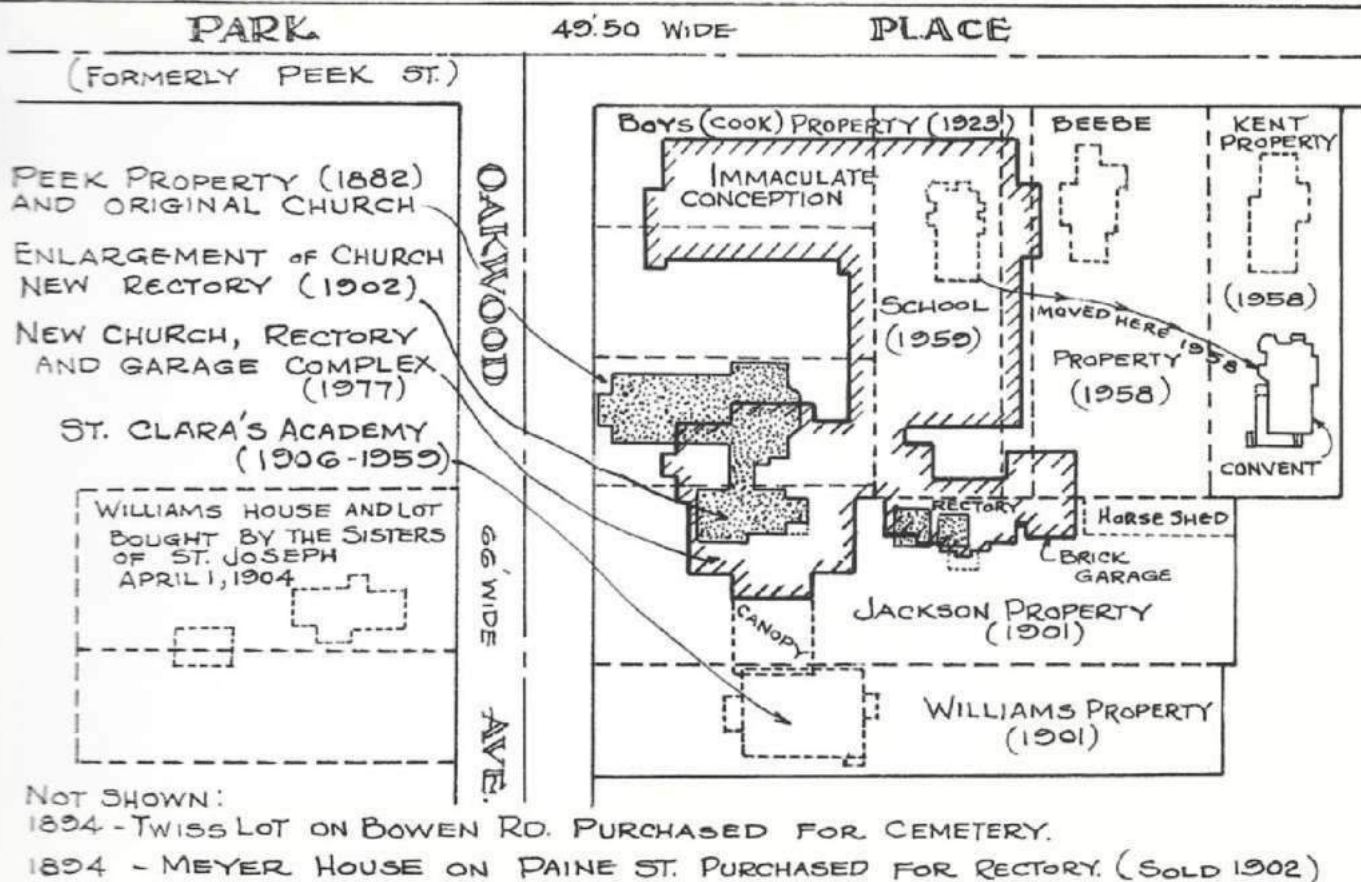 PARK 49.'50 WIDE PLACE
(FORMERLY PEEK ST.)
PEEK PROPERTY (1882)
AND ORIGINAL CHURCH
ENLARGEMENT OF CHURCH
NEW RECTORY (1902)
NEW CHURCH, RECTORY
AND GARAGE COMPLEX
(1977)
ST. CLARA'S ACADEMY
(1906-1959)
WILLIAMS HOUSE AND LOT
BOUGHT BY THE SISTERS
OF ST. JOSEPH
APRIL 1, 1904
OAKWOOD
66' WIDE
AVE.
BOYS (COOK) PROPERTY (1923)
IMMACULATE
CONCEPTION
SCHOOL
(1959)
BEEBE
PROPERTY
(1958)
KENT
PROPERTY
(1958)
MOVED HERE 1958
CONVENT
RECTORY
HORSE SHED
BRICK
GARAGE
JACKSON PROPERTY
(1901)
CANOPY
WILLIAMS PROPERTY
(1901)
NOT SHOWN:
1894 - TWISS LOT ON BOWEN RD. PURCHASED FOR CEMETERY.
1894 - MEYER HOUSE ON PAINE ST. PURCHASED FOR RECTORY. (SOLD 1902)